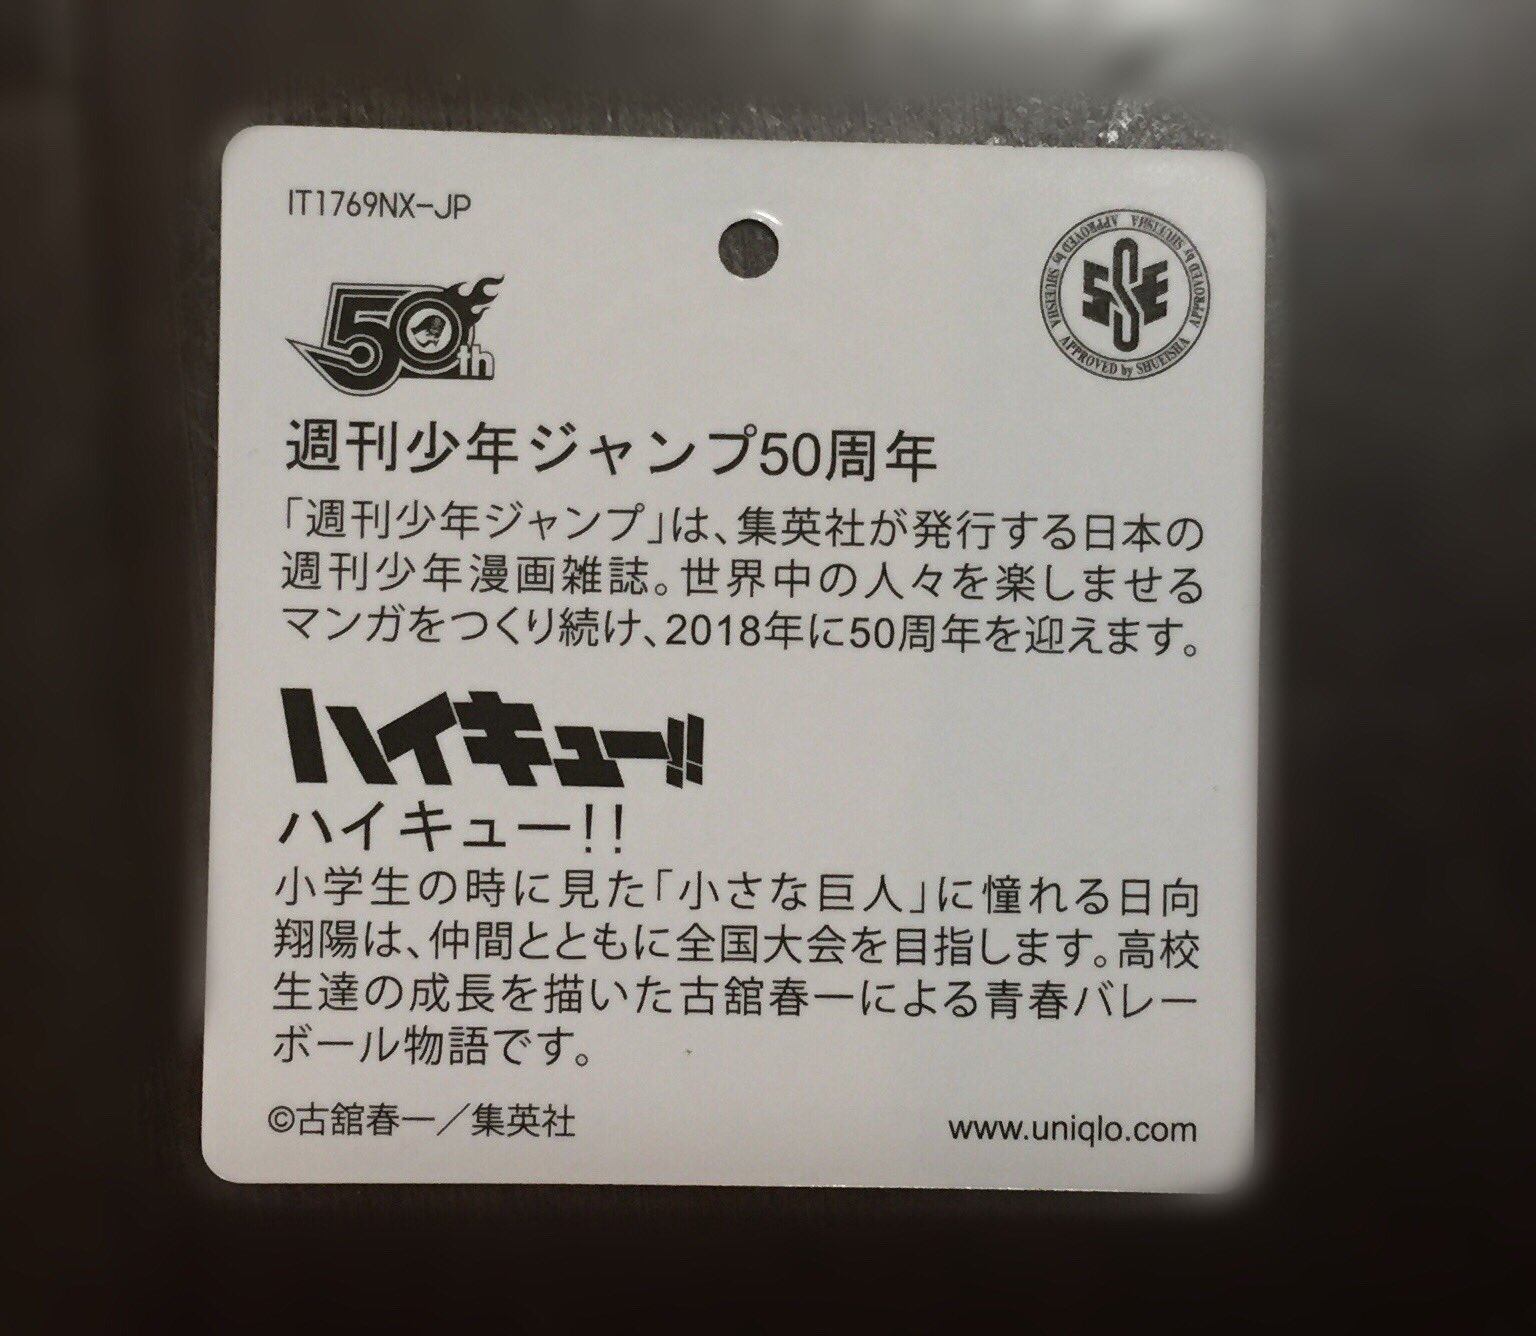 IT1769NX-JP
50th
SSE
APPROVED by SHUEISHA APPROVED by SHUEISHA APPROVED by SHUEISHA
週刊少年ジャンプ50周年
「週刊少年ジャンプ」は、集英社が発行する日本の
週刊少年漫画雑誌。世界中の人々を楽しませる
マンガをつくり続け、2018年に50周年を迎えます。
ハイキュー!!
ハイキュー!!
小学生の時に見た「小さな巨人」に憧れる日向
翔陽は、仲間とともに全国大会を目指します。高校
生達の成長を描いた古舘春一による青春バレー
ボール物語です。
©古舘春一／集英社
www.uniqlo.com